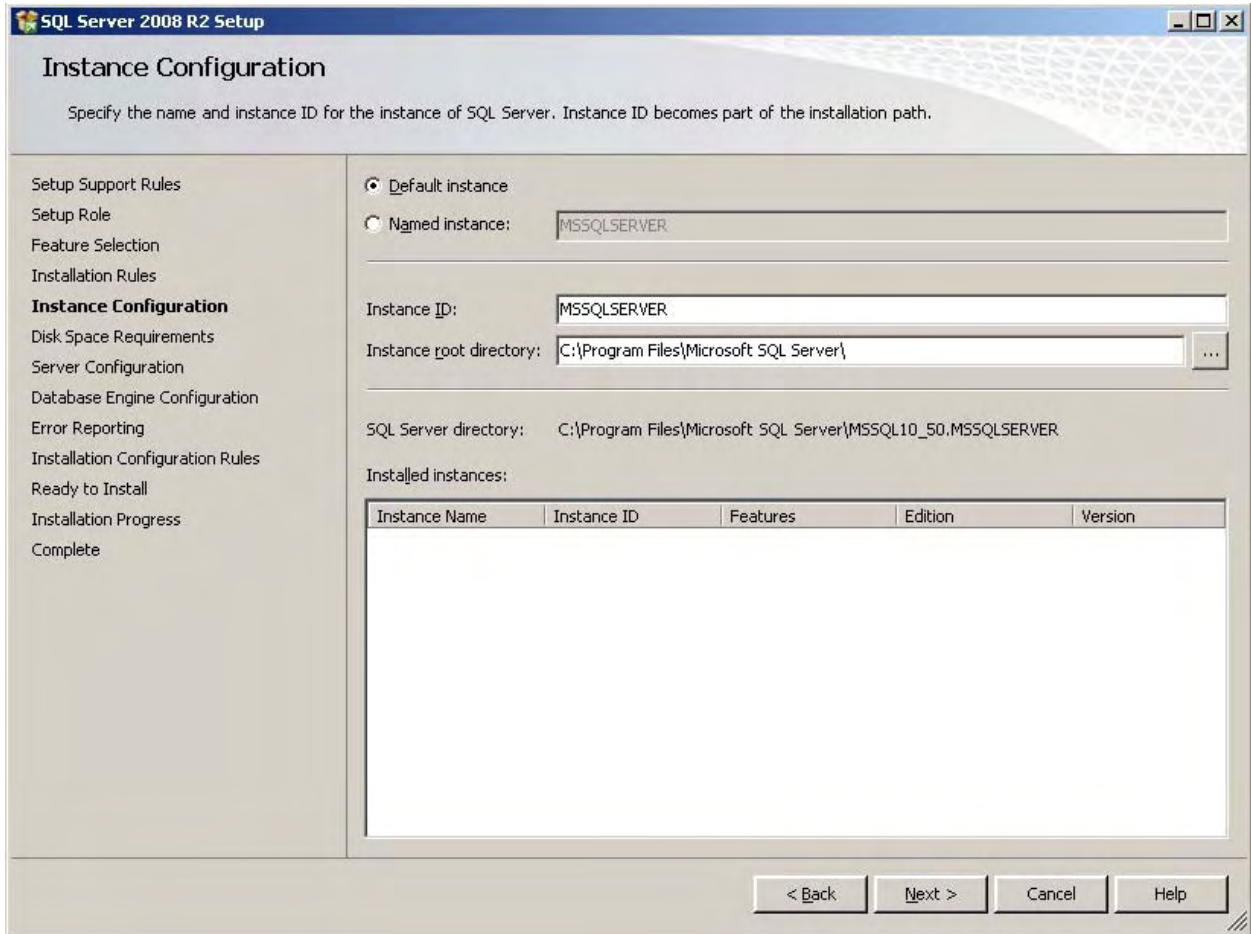 SQL Server 2008 R2 Setup
Instance Configuration
Specify the name and instance ID for the instance of SQL Server. Instance ID becomes part of the installation path.
Setup Support Rules
Setup Role
Feature Selection
Installation Rules
Instance Configuration
Disk Space Requirements
Server Configuration
Database Engine Configuration
Error Reporting
Installation Configuration Rules
Ready to Install
Installation Progress
Complete
Default instance
Named instance: MSSQLSERVER
Instance ID: MSSQLSERVER
Instance root directory: C:\Program Files\Microsoft SQL Server\ ...
SQL Server directory: C:\Program Files\Microsoft SQL Server\MSSQL10_50.MSSQLSERVER
Installed instances:
Instance Name Instance ID Features Edition Version
< Back Next > Cancel Help